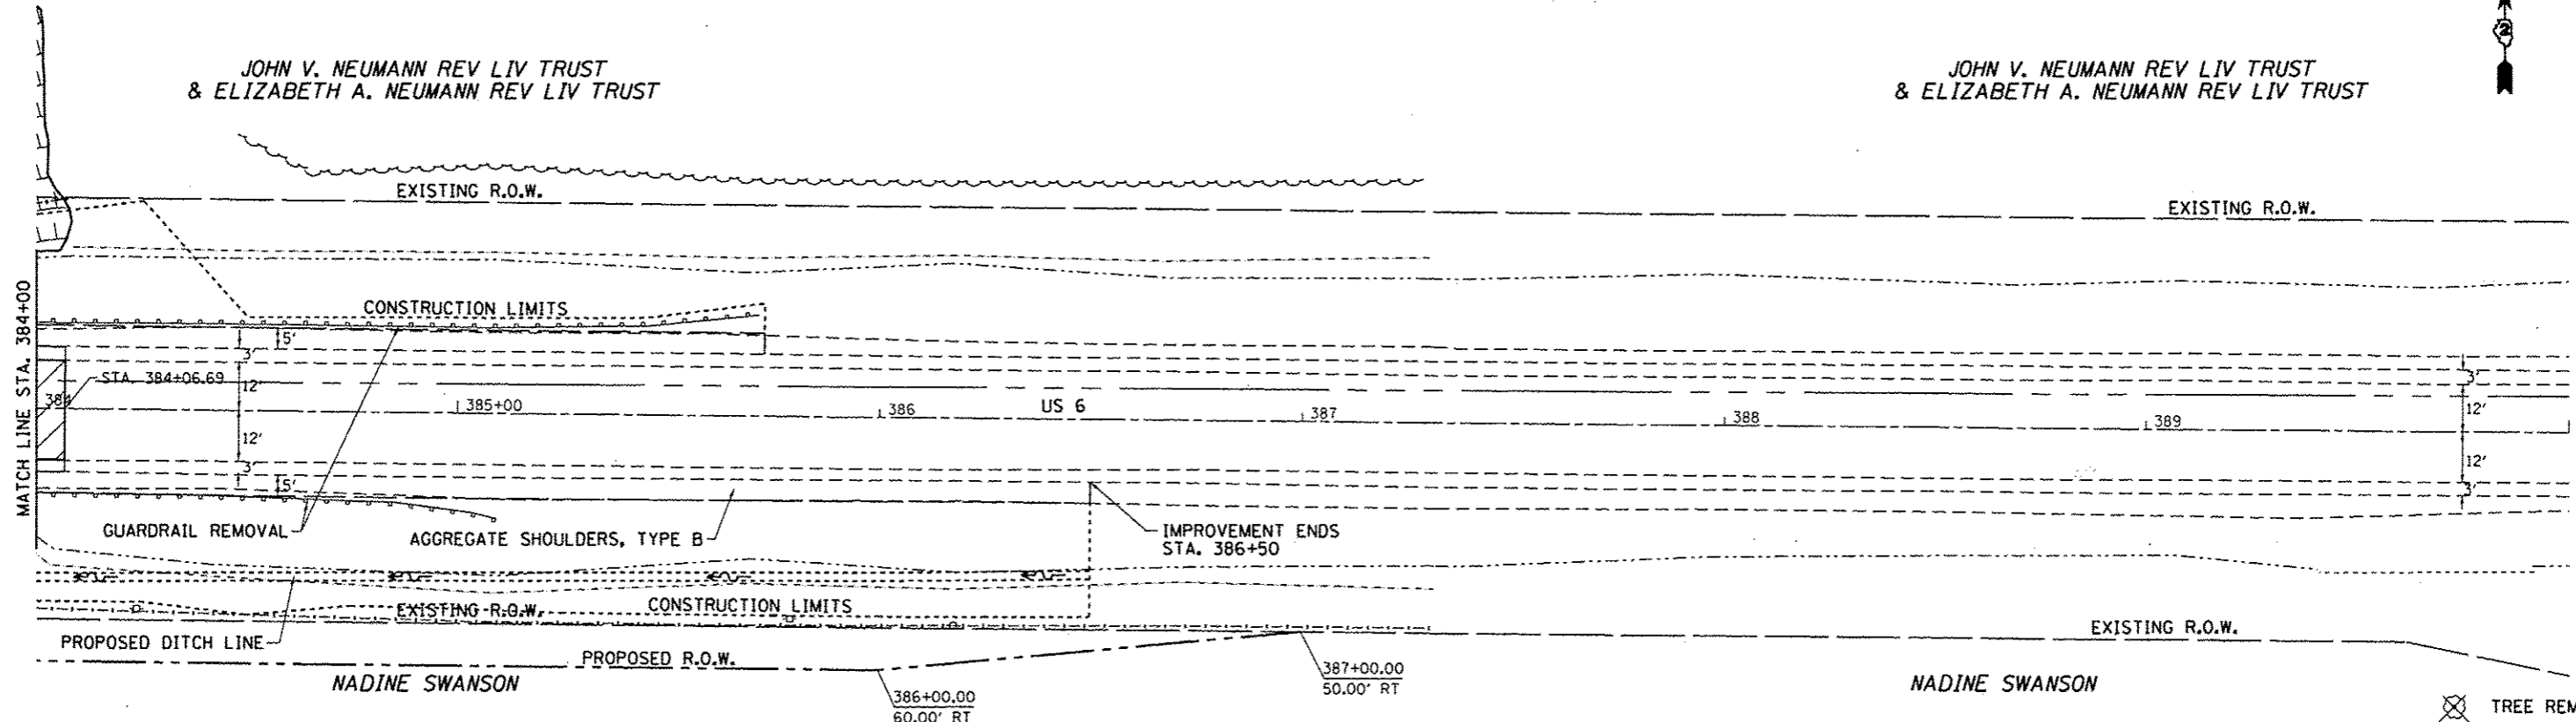 2
JOHN V. NEUMANN REV LIV TRUST
& ELIZABETH A. NEUMANN REV LIV TRUST
JOHN V. NEUMANN REV LIV TRUST
& ELIZABETH A. NEUMANN REV LIV TRUST
EXISTING R.O.W.
EXISTING R.O.W.
MATCH LINE STA. 384+00
CONSTRUCTION LIMITS
5'
3'
STA. 384+06.69
12'
384
385+00
386
US 6
387
388
389
3'
12'
12'
3'
12'
3'
5'
GUARDRAIL REMOVAL
AGGREGATE SHOULDERS, TYPE B
IMPROVEMENT ENDS
STA. 386+50
EXISTING R.O.W.
CONSTRUCTION LIMITS
PROPOSED DITCH LINE
PROPOSED R.O.W.
EXISTING R.O.W.
NADINE SWANSON
386+00.00
60.00' RT
387+00.00
50.00' RT
NADINE SWANSON
TREE REM